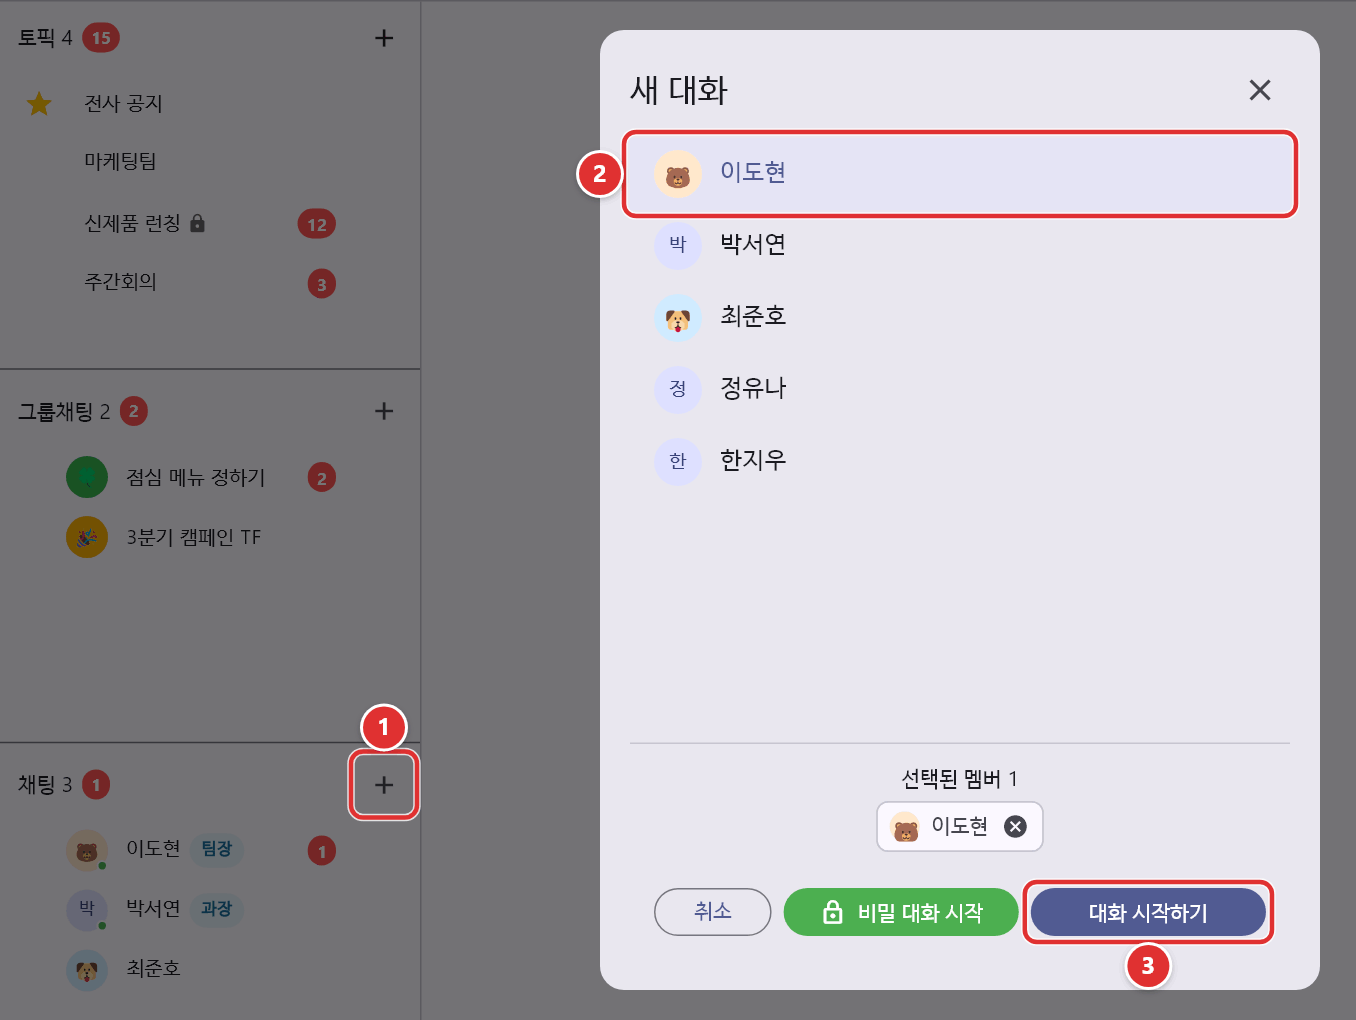 토픽 4 15
전사 공지
마케팅팀
신제품 런칭 12
주간회의 3
그룹채팅 2 2
점심 메뉴 정하기 2
3분기 캠페인 TF
1
채팅 3 1
이도현 팀장 1
박 박서연 과장
최준호
새 대화
2 이도현
박 박서연
최준호
정 정유나
한 한지우
선택된 멤버 1
이도현
취소 비밀 대화 시작 대화 시작하기
3